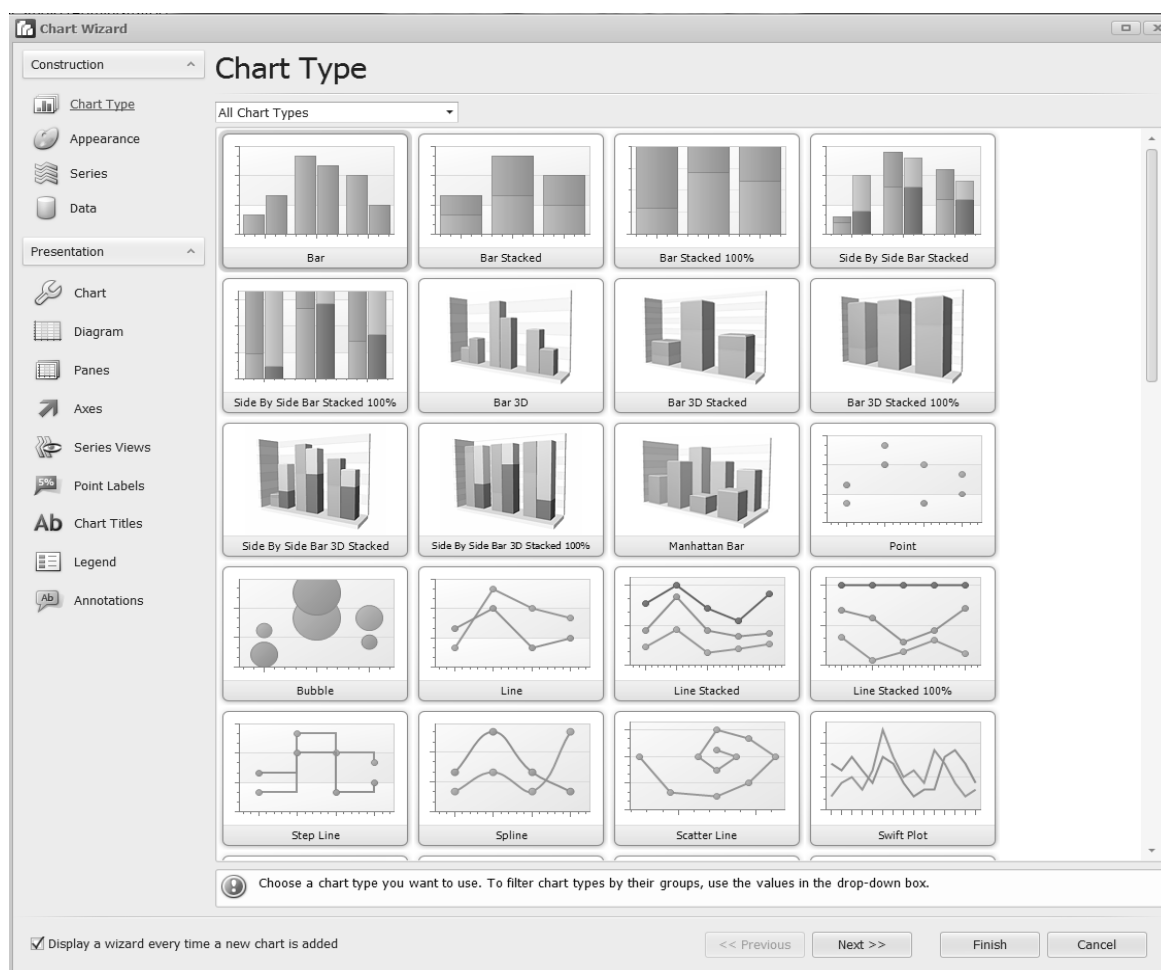 Chart Wizard
Construction
Chart Type
Appearance
Series
Data
Presentation
Chart
Diagram
Panes
Axes
Series Views
5%
Point Labels
Ab
Chart Titles
Legend
Ab
Annotations
Chart Type
All Chart Types
Bar
Bar Stacked
Bar Stacked 100%
Side By Side Bar Stacked
Side By Side Bar Stacked 100%
Bar 3D
Bar 3D Stacked
Bar 3D Stacked 100%
Side By Side Bar 3D Stacked
Side By Side Bar 3D Stacked 100%
Manhattan Bar
Point
Bubble
Line
Line Stacked
Line Stacked 100%
Step Line
Spline
Scatter Line
Swift Plot
Choose a chart type you want to use. To filter chart types by their groups, use the values in the drop-down box.
Display a wizard every time a new chart is added
<< Previous
Next >>
Finish
Cancel